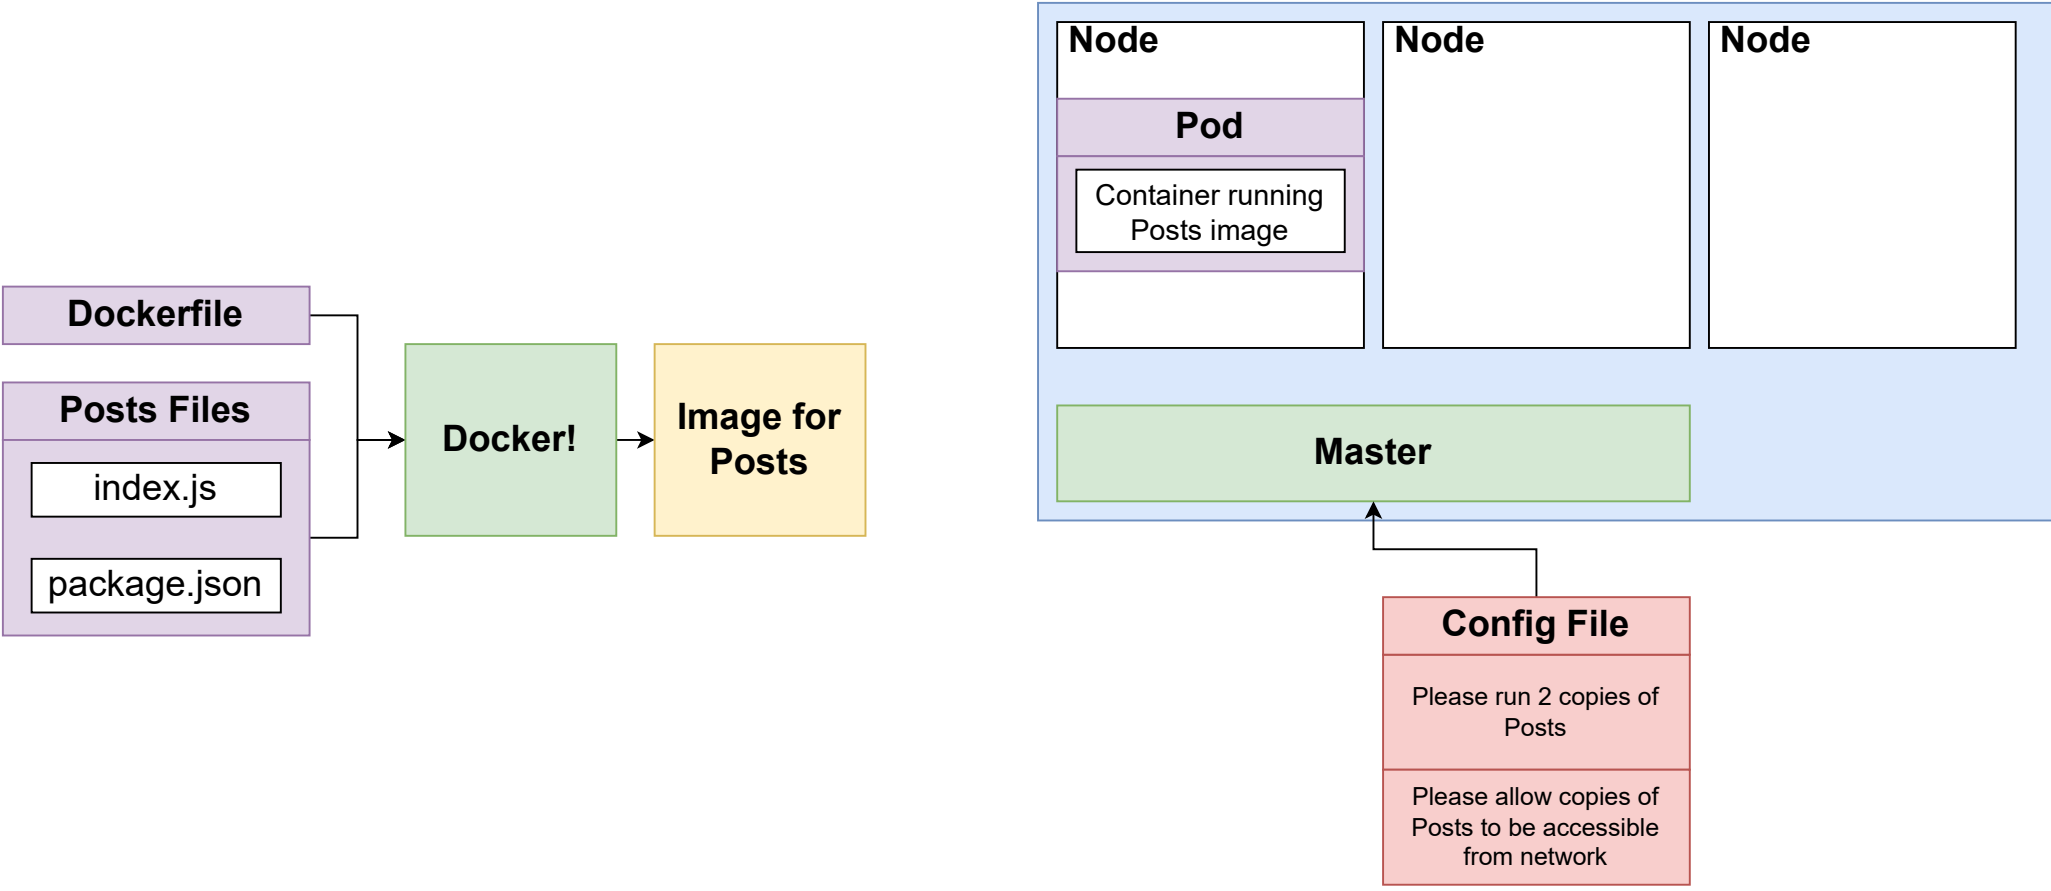 Dockerfile
Posts Files
index.js
package.json
Docker!
Image for
Posts
Node
Node
Node
Pod
Container running
Posts image
Master
Config File
Please run 2 copies of
Posts
Please allow copies of
Posts to be accessible
from network